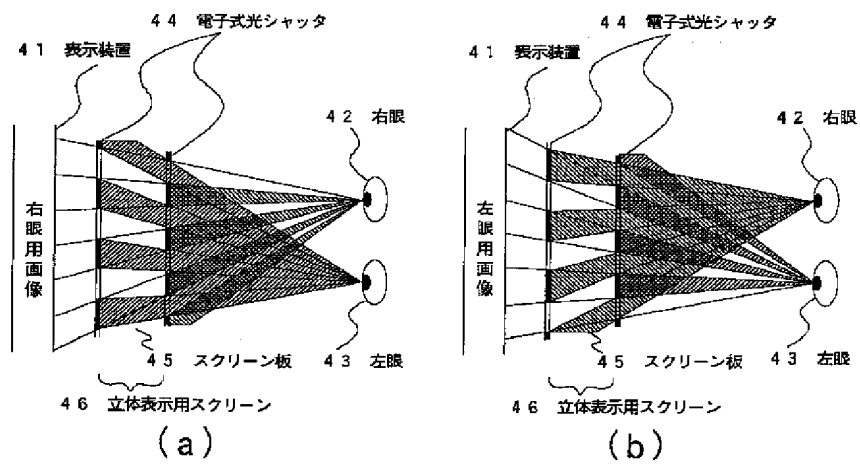 44 電子式光シャッタ
41 表示装置
42 右眼
右眼用画像
45 スクリーン板
43 左眼
46 立体表示用スクリーン
(a)
44 電子式光シャッタ
41 表示装置
42 右眼
左眼用画像
45 スクリーン板
43 左眼
46 立体表示用スクリーン
(b)